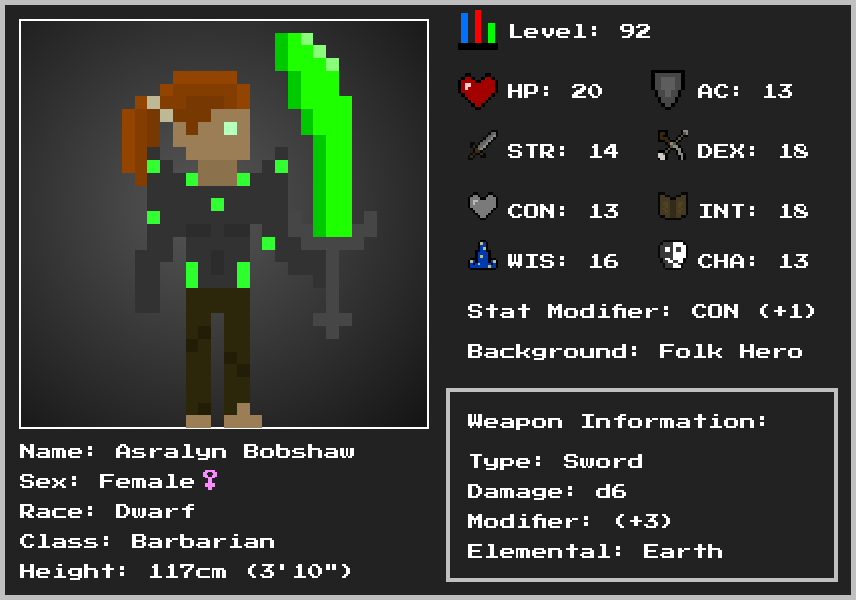 Level: 92
HP: 20 AC: 13
STR: 14 DEX: 18
CON: 13 INT: 18
WIS: 16 CHA: 13
Stat Modifier: CON (+1)
Background: Folk Hero
Weapon Information:
Type: Sword
Damage: d6
Modifier: (+3)
Elemental: Earth
Name: Asralyn Bobshaw
Sex: Female♀
Race: Dwarf
Class: Barbarian
Height: 117cm (3'10")